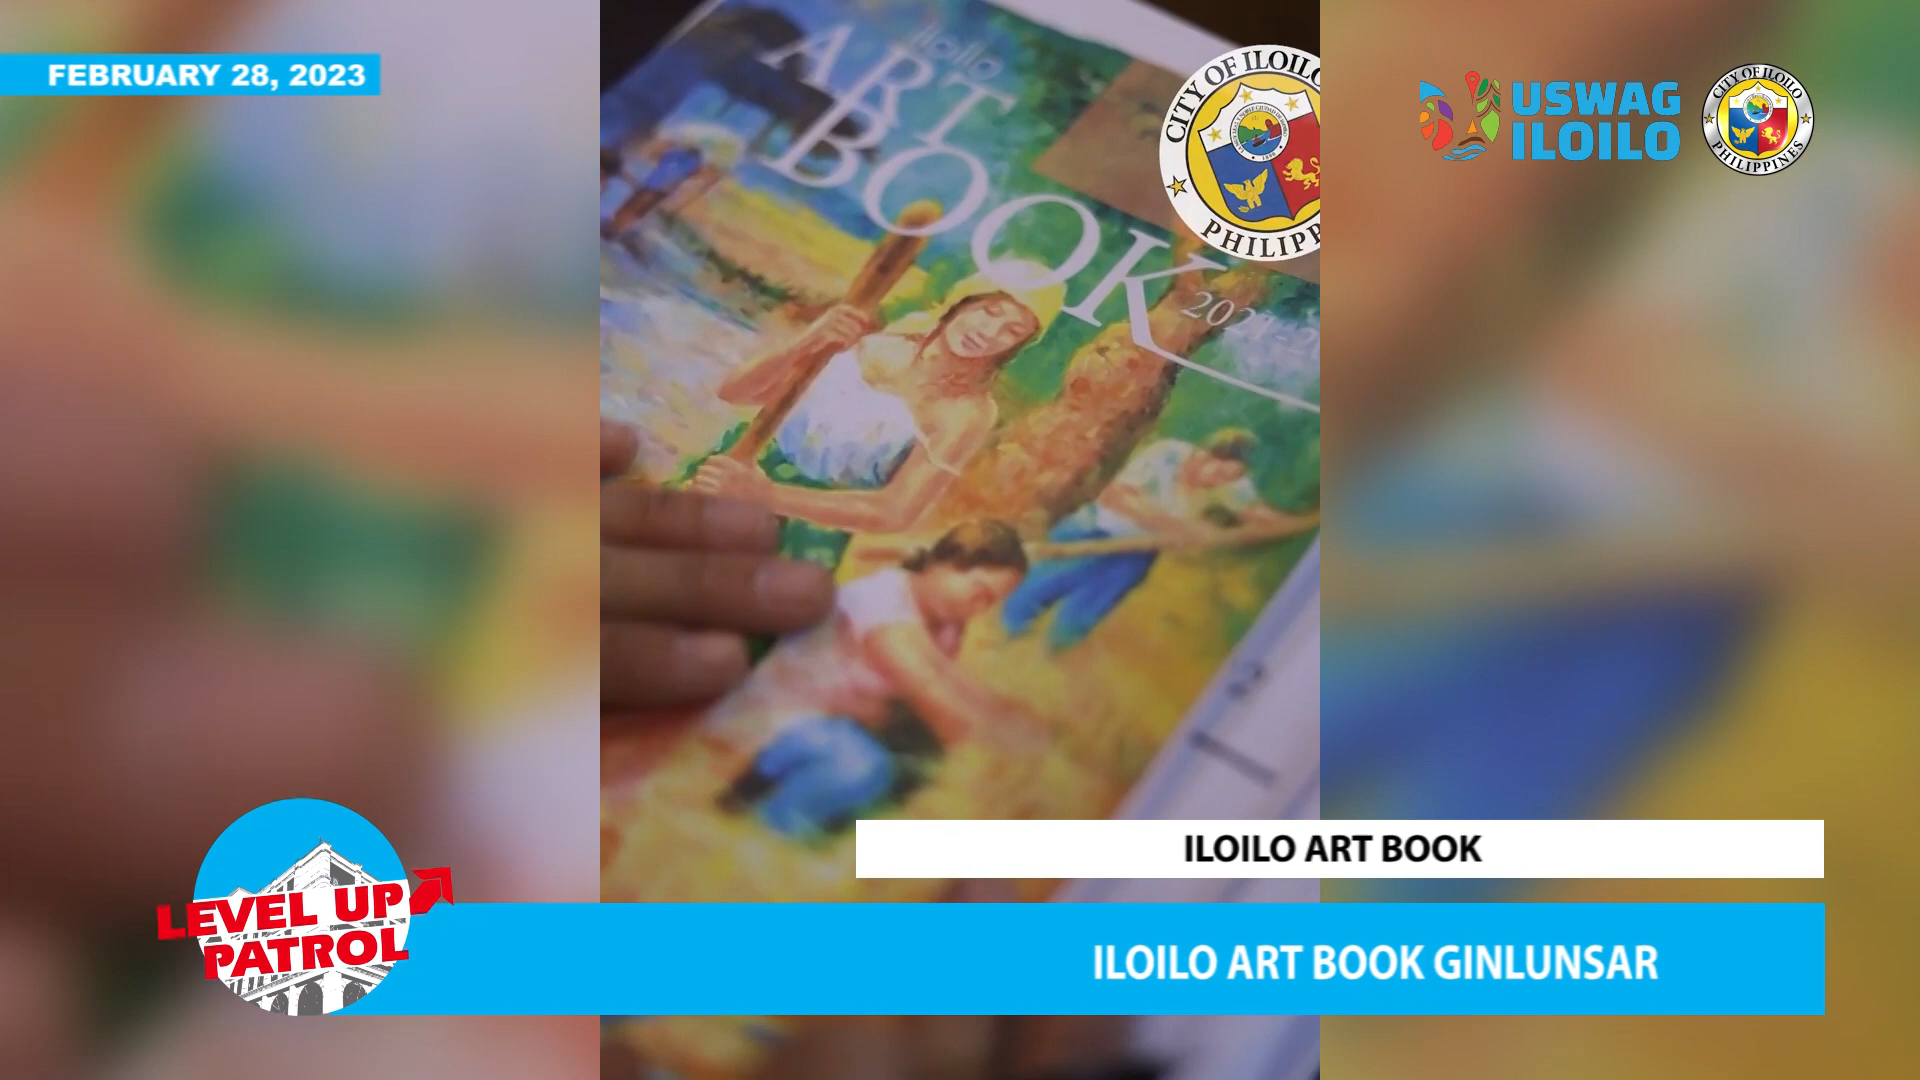 FEBRUARY 28, 2023
Iloilo
ART
BOOK
CITY OF ILOILO
PHILIPP
USWAG
ILOILO
CITY OF ILOILO
PHILIPPINES
ILOILO ART BOOK
LEVEL UP
PATROL
ILOILO ART BOOK GINLUNSAR